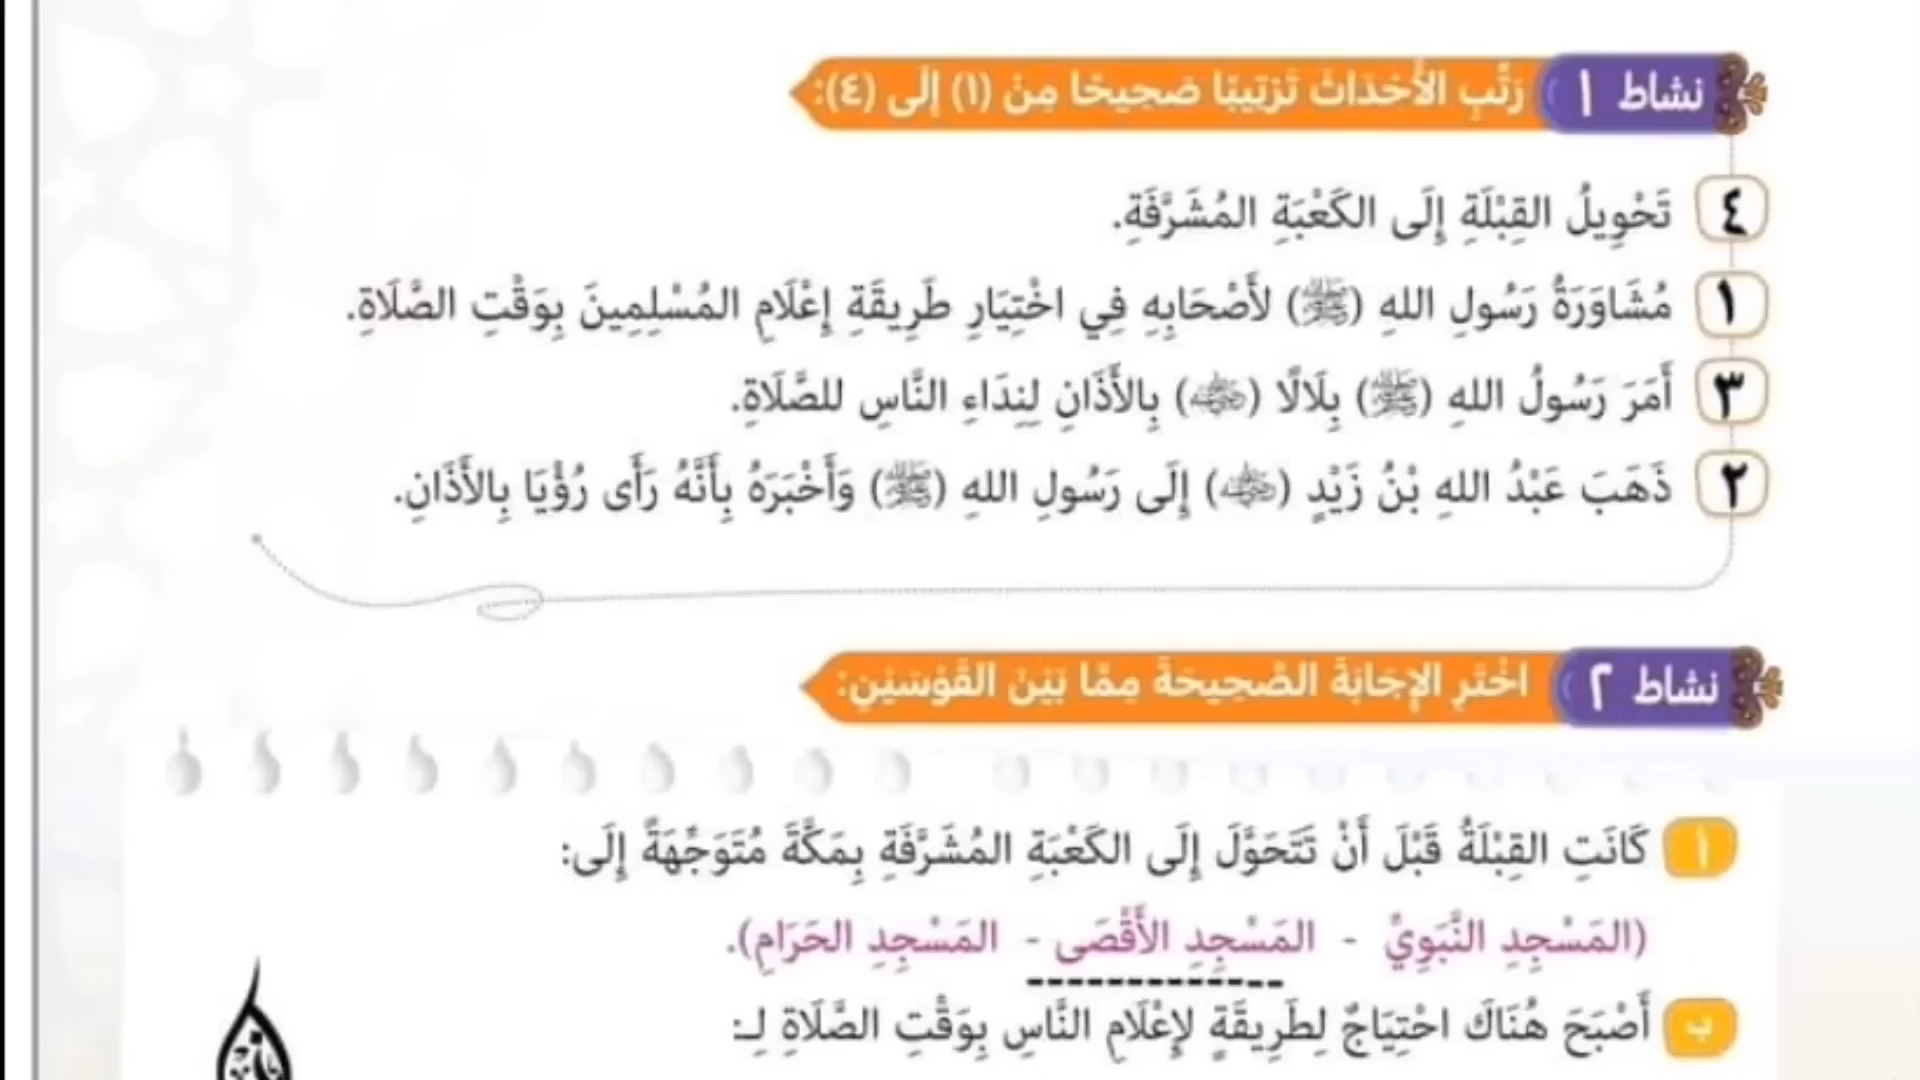 نشاط ١ رَتِّبِ الأَحْدَاثَ تَرْتِيبًا صَحِيحًا مِنْ (١) إِلَى (٤):
٤ تَحْوِيلُ القِبْلَةِ إِلَى الكَعْبَةِ المُشَرَّفَةِ.
١ مُشَاوَرَةُ رَسُولِ اللهِ (ﷺ) لأَصْحَابِهِ فِي اخْتِيَارِ طَرِيقَةِ إِعْلَامِ المُسْلِمِينَ بِوَقْتِ الصَّلَاةِ.
٣ أَمَرَ رَسُولُ اللهِ (ﷺ) بِلَالًا (رضي الله عنه) بِالأَذَانِ لِنِدَاءِ النَّاسِ للصَّلَاةِ.
٢ ذَهَبَ عَبْدُ اللهِ بْنُ زَيْدٍ (رضي الله عنه) إِلَى رَسُولِ اللهِ (ﷺ) وَأَخْبَرَهُ بِأَنَّهُ رَأَى رُؤْيَا بِالأَذَانِ.
نشاط ٢ اخْتَرِ الإِجَابَةَ الصَّحِيحَةَ مِمَّا بَيْنَ القَوْسَيْنِ:
أ كَانَتِ القِبْلَةُ قَبْلَ أَنْ تَتَحَوَّلَ إِلَى الكَعْبَةِ المُشَرَّفَةِ بِمَكَّةَ مُتَوَجِّهَةً إِلَى:
(المَسْجِدِ النَّبَوِيِّ - المَسْجِدِ الأَقْصَى - المَسْجِدِ الحَرَامِ).
ب أَصْبَحَ هُنَاكَ احْتِيَاجٌ لِطَرِيقَةٍ لِإِعْلَامِ النَّاسِ بِوَقْتِ الصَّلَاةِ لِـ: